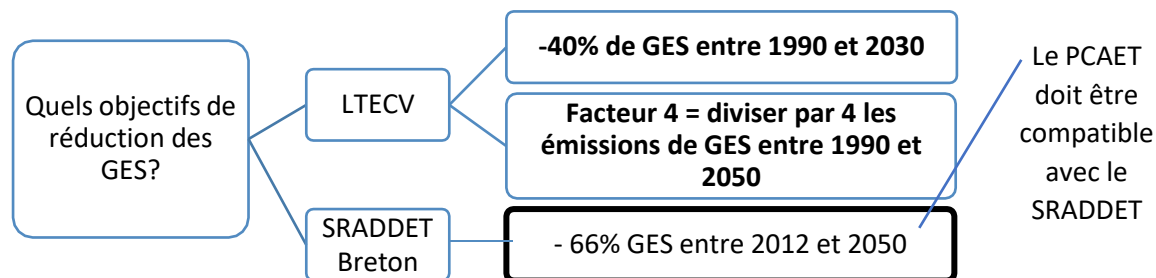 Quels objectifs de
réduction des
GES?
LTECV
-40% de GES entre 1990 et 2030
Facteur 4 = diviser par 4 les
émissions de GES entre 1990 et
2050
SRADDET
Breton
- 66% GES entre 2012 et 2050
Le PCAET
doit être
compatible
avec le
SRADDET